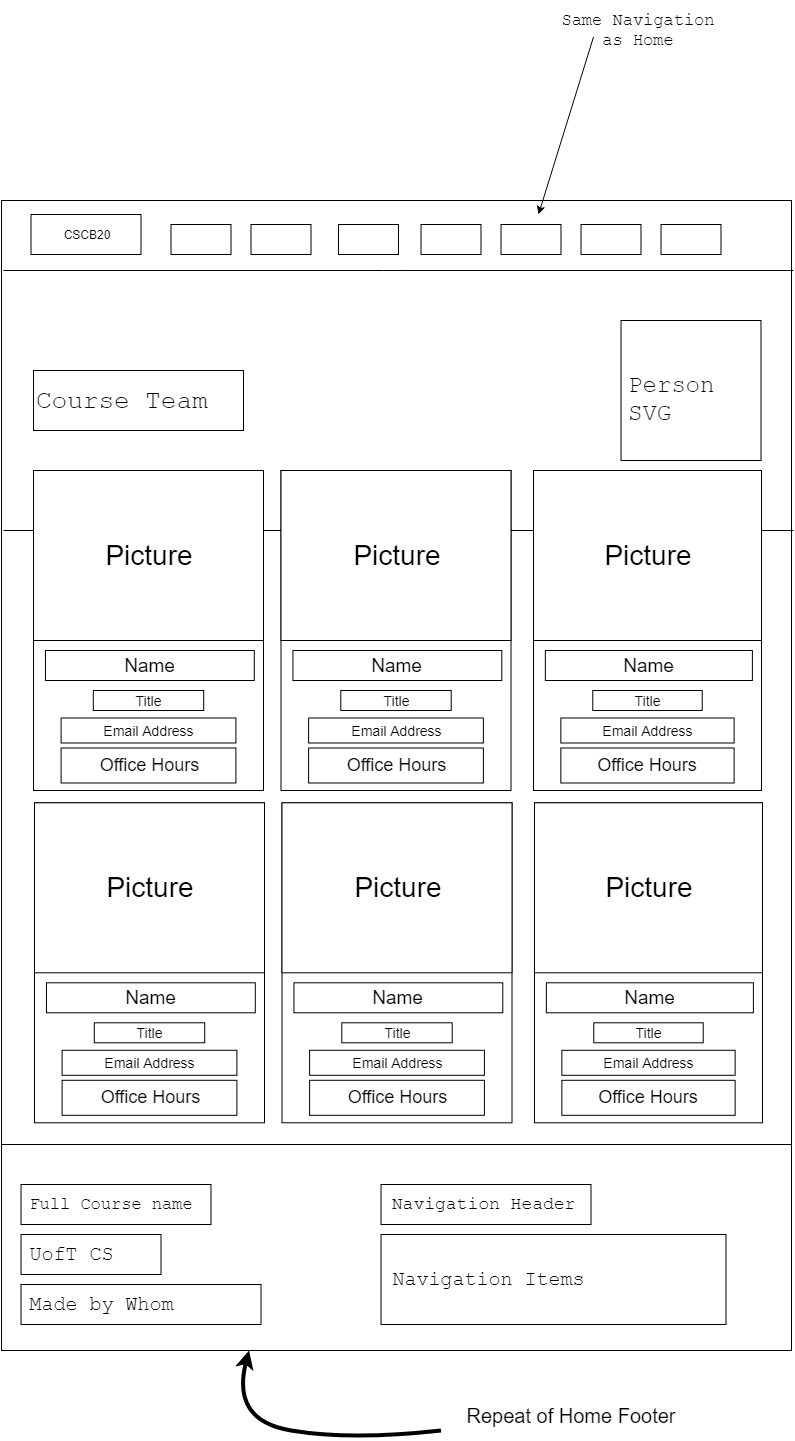 Same Navigation
as Home
CSCB20
Course Team
Person
SVG
Picture
Picture
Picture
Name
Name
Name
Title
Title
Title
Email Address
Email Address
Email Address
Office Hours
Office Hours
Office Hours
Picture
Picture
Picture
Name
Name
Name
Title
Title
Title
Email Address
Email Address
Email Address
Office Hours
Office Hours
Office Hours
Full Course name
Navigation Header
UofT CS
Navigation Items
Made by Whom
Repeat of Home Footer